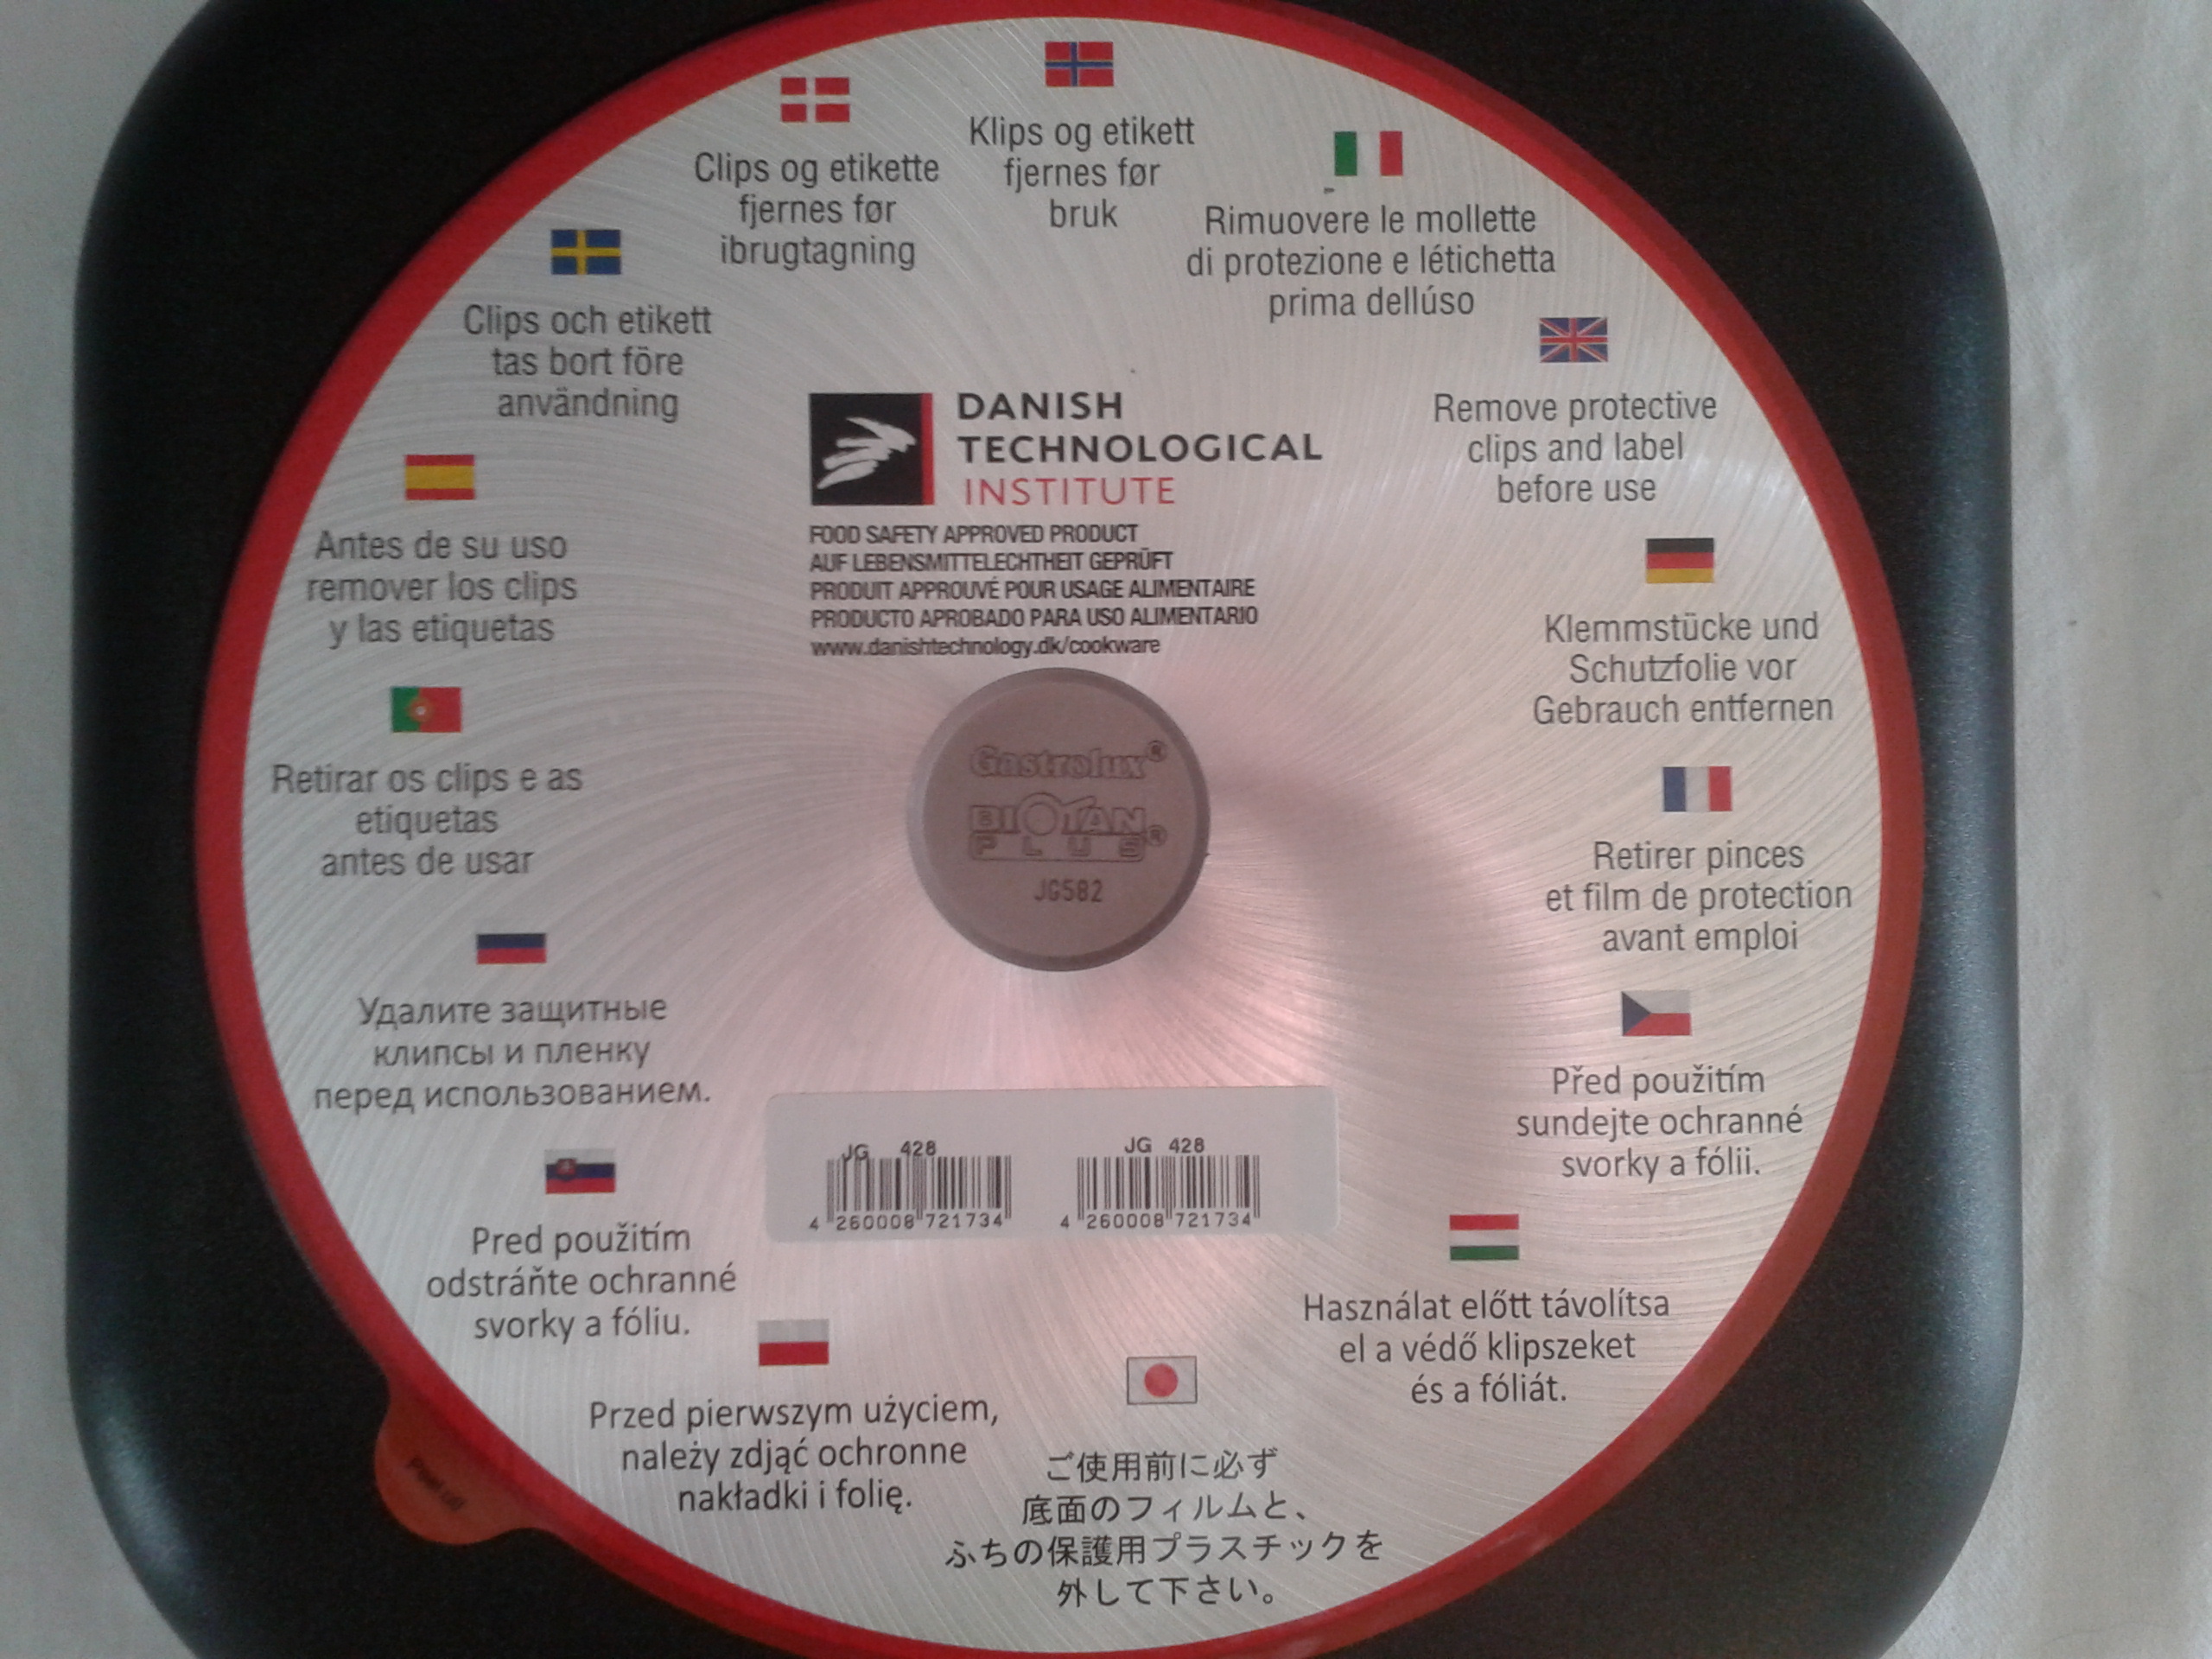 Klips og etikett
fjernes før
bruk
Clips og etikette
fjernes før
ibrugtagning
Rimuovere le mollette
di protezione e létichetta
prima dellúso
Clips och etikett
tas bort före
användning
Remove protective
clips and label
before use
DANISH
TECHNOLOGICAL
INSTITUTE
FOOD SAFETY APPROVED PRODUCT
AUF LEBENSMITTELECHTHEIT GEPRÜFT
PRODUIT APPROUVÉ POUR USAGE ALIMENTAIRE
PRODUCTO APROBADO PARA USO ALIMENTARIO
www.danishtechnology.dk/cookware
Antes de su uso
remover los clips
y las etiquetas
Klemmstücke und
Schutzfolie vor
Gebrauch entfernen
Retirar os clips e as
etiquetas
antes de usar
Gastrolux®
BIOTAN
PLUS®
JG582
Retirer pinces
et film de protection
avant emploi
Удалите защитные
клипсы и пленку
перед использованием.
Před použitím
sundejte ochranné
svorky a fólii.
JG 428
4 260008 721734
JG 428
4 260008 721734
Pred použitím
odstráňte ochranné
svorky a fóliu.
Használat előtt távolítsa
el a védő klipszeket
és a fóliát.
Przed pierwszym użyciem,
należy zdjąć ochronne
nakładki i folię.
ご使用前に必ず
底面のフィルムと、
ふちの保護用プラスチックを
外して下さい。
Peel off